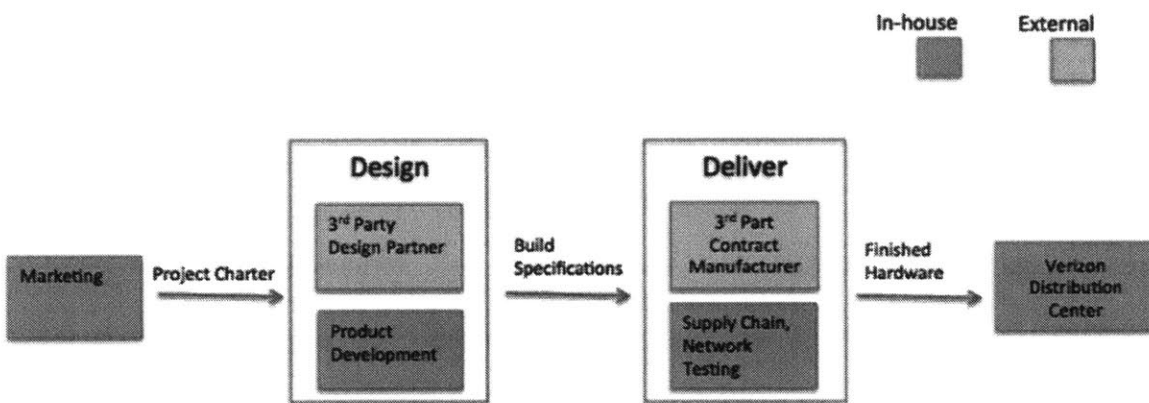 In-house
External
Design
Deliver
Marketing
Project Charter
3rd Party
Design Partner
Product
Development
Build
Specifications
3rd Part
Contract
Manufacturer
Supply Chain,
Network
Testing
Finished
Hardware
Verizon
Distribution
Center